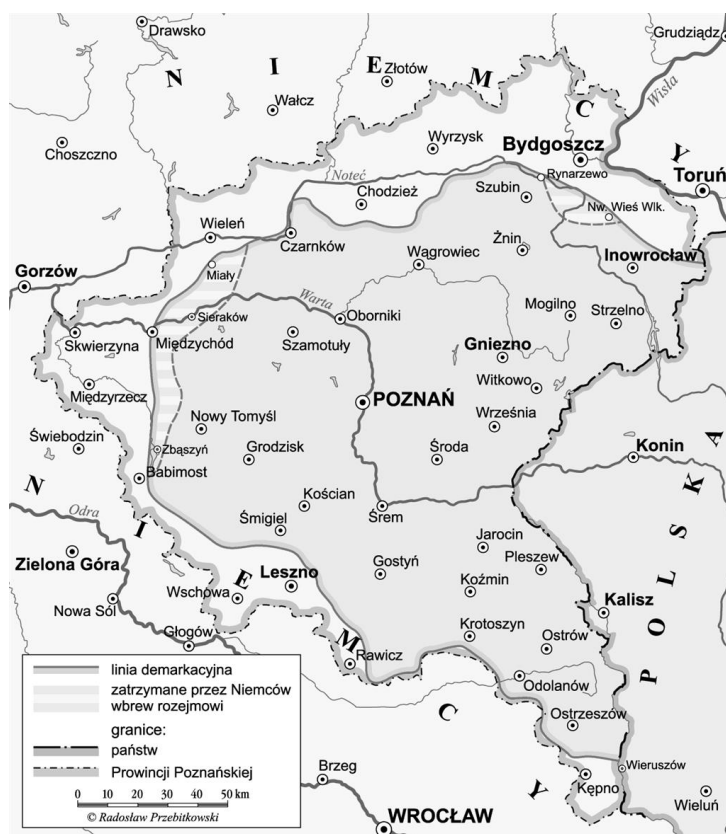 Drawsko
Grudziądz
N I E M C Y
Złotów
Wałcz
Wisła
Choszczno
Wyrzysk
Bydgoszcz
Toruń
Noteć
Rynarzewo
Chodzież
Szubin
Nw. Wieś Wlk.
Wieleń
Czarnków
Żnin
Wągrowiec
Inowrocław
Gorzów
Miały
Sieraków
Warta
Oborniki
Mogilno
Strzelno
Skwierzyna
Międzychód
Szamotuły
Gniezno
Międzyrzecz
Witkowo
POZNAŃ
Nowy Tomyśl
Września
Świebodzin
Zbąszyń
Grodzisk
Środa
Konin
Babimost
N I E M C Y
POLSKA
Odra
Kościan
Śrem
Śmigiel
Jarocin
Zielona Góra
Gostyń
Pleszew
Leszno
Koźmin
Wschowa
Nowa Sól
Kalisz
Głogów
Krotoszyn
Ostrów
Rawicz
Odolanów
Ostrzeszów
Wieruszów
Kępno
Brzeg
Wieluń
WROCŁAW
linia demarkacyjna
zatrzymane przez Niemców
wbrew rozejmowi
granice:
państw
Prowincji Poznańskiej
0 10 20 30 40 50 km
© Radosław Przebitkowski